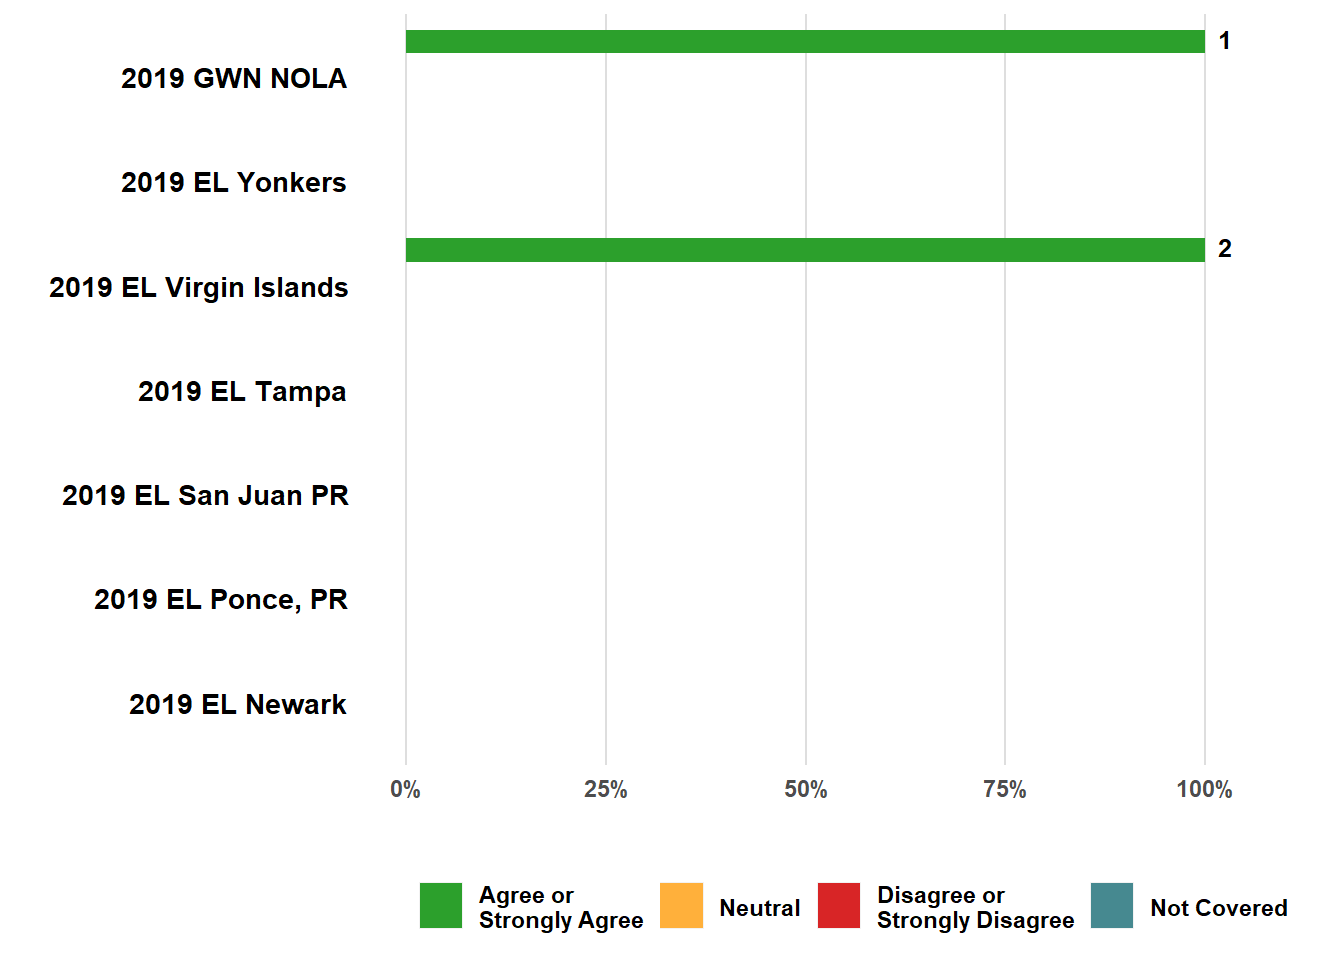 1
2019 GWN NOLA
2019 EL Yonkers
2
2019 EL Virgin Islands
2019 EL Tampa
2019 EL San Juan PR
2019 EL Ponce, PR
2019 EL Newark
0% 25% 50% 75% 100%
Agree or
Strongly Agree
Neutral
Disagree or
Strongly Disagree
Not Covered